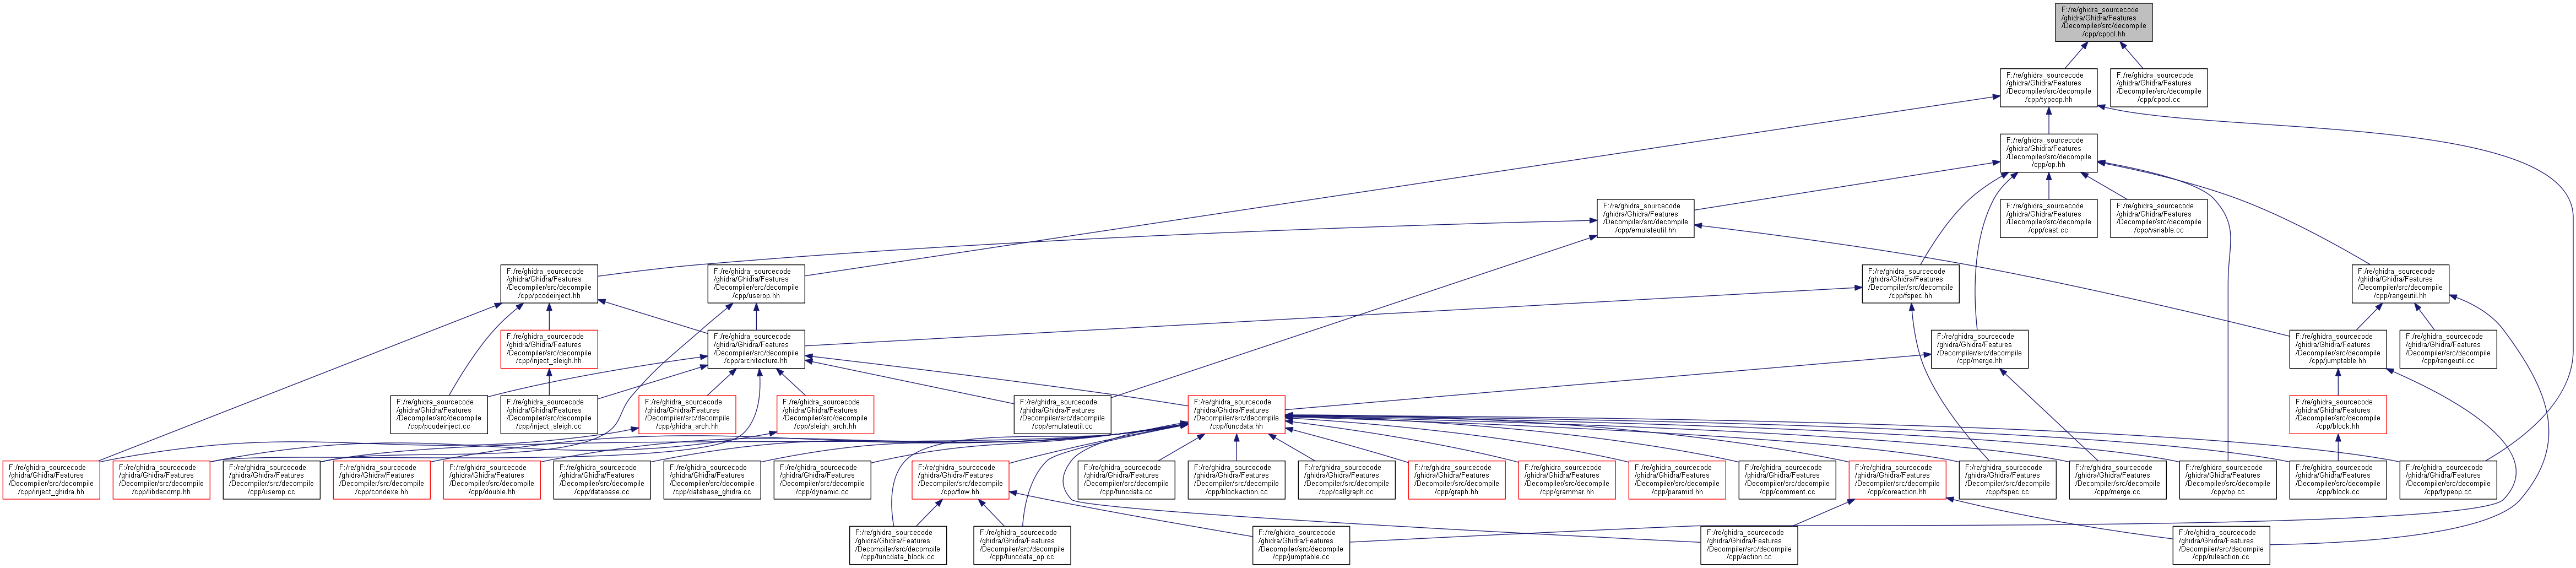 F:/re/ghidra_sourcecode
/ghidra/Ghidra/Features
/Decompiler/src/decompile
/cpp/cpool.hh
F:/re/ghidra_sourcecode
/ghidra/Ghidra/Features
/Decompiler/src/decompile
/cpp/typeop.hh
F:/re/ghidra_sourcecode
/ghidra/Ghidra/Features
/Decompiler/src/decompile
/cpp/cpool.cc
F:/re/ghidra_sourcecode
/ghidra/Ghidra/Features
/Decompiler/src/decompile
/cpp/op.hh
F:/re/ghidra_sourcecode
/ghidra/Ghidra/Features
/Decompiler/src/decompile
/cpp/emulateutil.hh
F:/re/ghidra_sourcecode
/ghidra/Ghidra/Features
/Decompiler/src/decompile
/cpp/cast.cc
F:/re/ghidra_sourcecode
/ghidra/Ghidra/Features
/Decompiler/src/decompile
/cpp/variable.cc
F:/re/ghidra_sourcecode
/ghidra/Ghidra/Features
/Decompiler/src/decompile
/cpp/pcodeinject.hh
F:/re/ghidra_sourcecode
/ghidra/Ghidra/Features
/Decompiler/src/decompile
/cpp/userop.hh
F:/re/ghidra_sourcecode
/ghidra/Ghidra/Features
/Decompiler/src/decompile
/cpp/fspec.hh
F:/re/ghidra_sourcecode
/ghidra/Ghidra/Features
/Decompiler/src/decompile
/cpp/rangeutil.hh
F:/re/ghidra_sourcecode
/ghidra/Ghidra/Features
/Decompiler/src/decompile
/cpp/inject_sleigh.hh
F:/re/ghidra_sourcecode
/ghidra/Ghidra/Features
/Decompiler/src/decompile
/cpp/architecture.hh
F:/re/ghidra_sourcecode
/ghidra/Ghidra/Features
/Decompiler/src/decompile
/cpp/merge.hh
F:/re/ghidra_sourcecode
/ghidra/Ghidra/Features
/Decompiler/src/decompile
/cpp/jumptable.hh
F:/re/ghidra_sourcecode
/ghidra/Ghidra/Features
/Decompiler/src/decompile
/cpp/rangeutil.cc
F:/re/ghidra_sourcecode
/ghidra/Ghidra/Features
/Decompiler/src/decompile
/cpp/pcodeinject.cc
F:/re/ghidra_sourcecode
/ghidra/Ghidra/Features
/Decompiler/src/decompile
/cpp/inject_sleigh.cc
F:/re/ghidra_sourcecode
/ghidra/Ghidra/Features
/Decompiler/src/decompile
/cpp/ghidra_arch.hh
F:/re/ghidra_sourcecode
/ghidra/Ghidra/Features
/Decompiler/src/decompile
/cpp/sleigh_arch.hh
F:/re/ghidra_sourcecode
/ghidra/Ghidra/Features
/Decompiler/src/decompile
/cpp/emulateutil.cc
F:/re/ghidra_sourcecode
/ghidra/Ghidra/Features
/Decompiler/src/decompile
/cpp/funcdata.hh
F:/re/ghidra_sourcecode
/ghidra/Ghidra/Features
/Decompiler/src/decompile
/cpp/block.hh
F:/re/ghidra_sourcecode
/ghidra/Ghidra/Features
/Decompiler/src/decompile
/cpp/inject_ghidra.hh
F:/re/ghidra_sourcecode
/ghidra/Ghidra/Features
/Decompiler/src/decompile
/cpp/libdecomp.hh
F:/re/ghidra_sourcecode
/ghidra/Ghidra/Features
/Decompiler/src/decompile
/cpp/userop.cc
F:/re/ghidra_sourcecode
/ghidra/Ghidra/Features
/Decompiler/src/decompile
/cpp/condexe.hh
F:/re/ghidra_sourcecode
/ghidra/Ghidra/Features
/Decompiler/src/decompile
/cpp/double.hh
F:/re/ghidra_sourcecode
/ghidra/Ghidra/Features
/Decompiler/src/decompile
/cpp/database.cc
F:/re/ghidra_sourcecode
/ghidra/Ghidra/Features
/Decompiler/src/decompile
/cpp/database_ghidra.cc
F:/re/ghidra_sourcecode
/ghidra/Ghidra/Features
/Decompiler/src/decompile
/cpp/dynamic.cc
F:/re/ghidra_sourcecode
/ghidra/Ghidra/Features
/Decompiler/src/decompile
/cpp/flow.hh
F:/re/ghidra_sourcecode
/ghidra/Ghidra/Features
/Decompiler/src/decompile
/cpp/funcdata.cc
F:/re/ghidra_sourcecode
/ghidra/Ghidra/Features
/Decompiler/src/decompile
/cpp/blockaction.cc
F:/re/ghidra_sourcecode
/ghidra/Ghidra/Features
/Decompiler/src/decompile
/cpp/callgraph.cc
F:/re/ghidra_sourcecode
/ghidra/Ghidra/Features
/Decompiler/src/decompile
/cpp/graph.hh
F:/re/ghidra_sourcecode
/ghidra/Ghidra/Features
/Decompiler/src/decompile
/cpp/grammar.hh
F:/re/ghidra_sourcecode
/ghidra/Ghidra/Features
/Decompiler/src/decompile
/cpp/paramid.hh
F:/re/ghidra_sourcecode
/ghidra/Ghidra/Features
/Decompiler/src/decompile
/cpp/comment.cc
F:/re/ghidra_sourcecode
/ghidra/Ghidra/Features
/Decompiler/src/decompile
/cpp/coreaction.hh
F:/re/ghidra_sourcecode
/ghidra/Ghidra/Features
/Decompiler/src/decompile
/cpp/fspec.cc
F:/re/ghidra_sourcecode
/ghidra/Ghidra/Features
/Decompiler/src/decompile
/cpp/merge.cc
F:/re/ghidra_sourcecode
/ghidra/Ghidra/Features
/Decompiler/src/decompile
/cpp/op.cc
F:/re/ghidra_sourcecode
/ghidra/Ghidra/Features
/Decompiler/src/decompile
/cpp/block.cc
F:/re/ghidra_sourcecode
/ghidra/Ghidra/Features
/Decompiler/src/decompile
/cpp/typeop.cc
F:/re/ghidra_sourcecode
/ghidra/Ghidra/Features
/Decompiler/src/decompile
/cpp/funcdata_block.cc
F:/re/ghidra_sourcecode
/ghidra/Ghidra/Features
/Decompiler/src/decompile
/cpp/funcdata_op.cc
F:/re/ghidra_sourcecode
/ghidra/Ghidra/Features
/Decompiler/src/decompile
/cpp/jumptable.cc
F:/re/ghidra_sourcecode
/ghidra/Ghidra/Features
/Decompiler/src/decompile
/cpp/action.cc
F:/re/ghidra_sourcecode
/ghidra/Ghidra/Features
/Decompiler/src/decompile
/cpp/ruleaction.cc